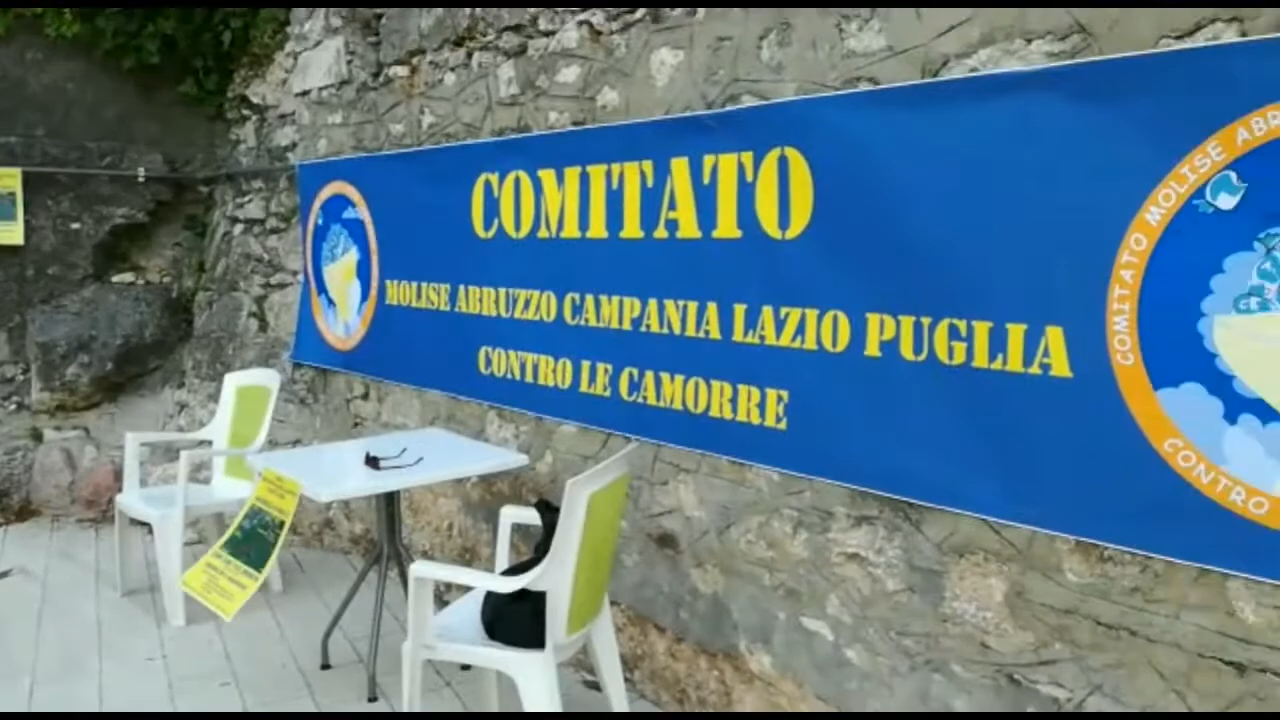 COMITATO
MOLISE ABRUZZO CAMPANIA LAZIO PUGLIA
CONTRO LE CAMORRE
COMITATO MOLISE ABR
CONTRO